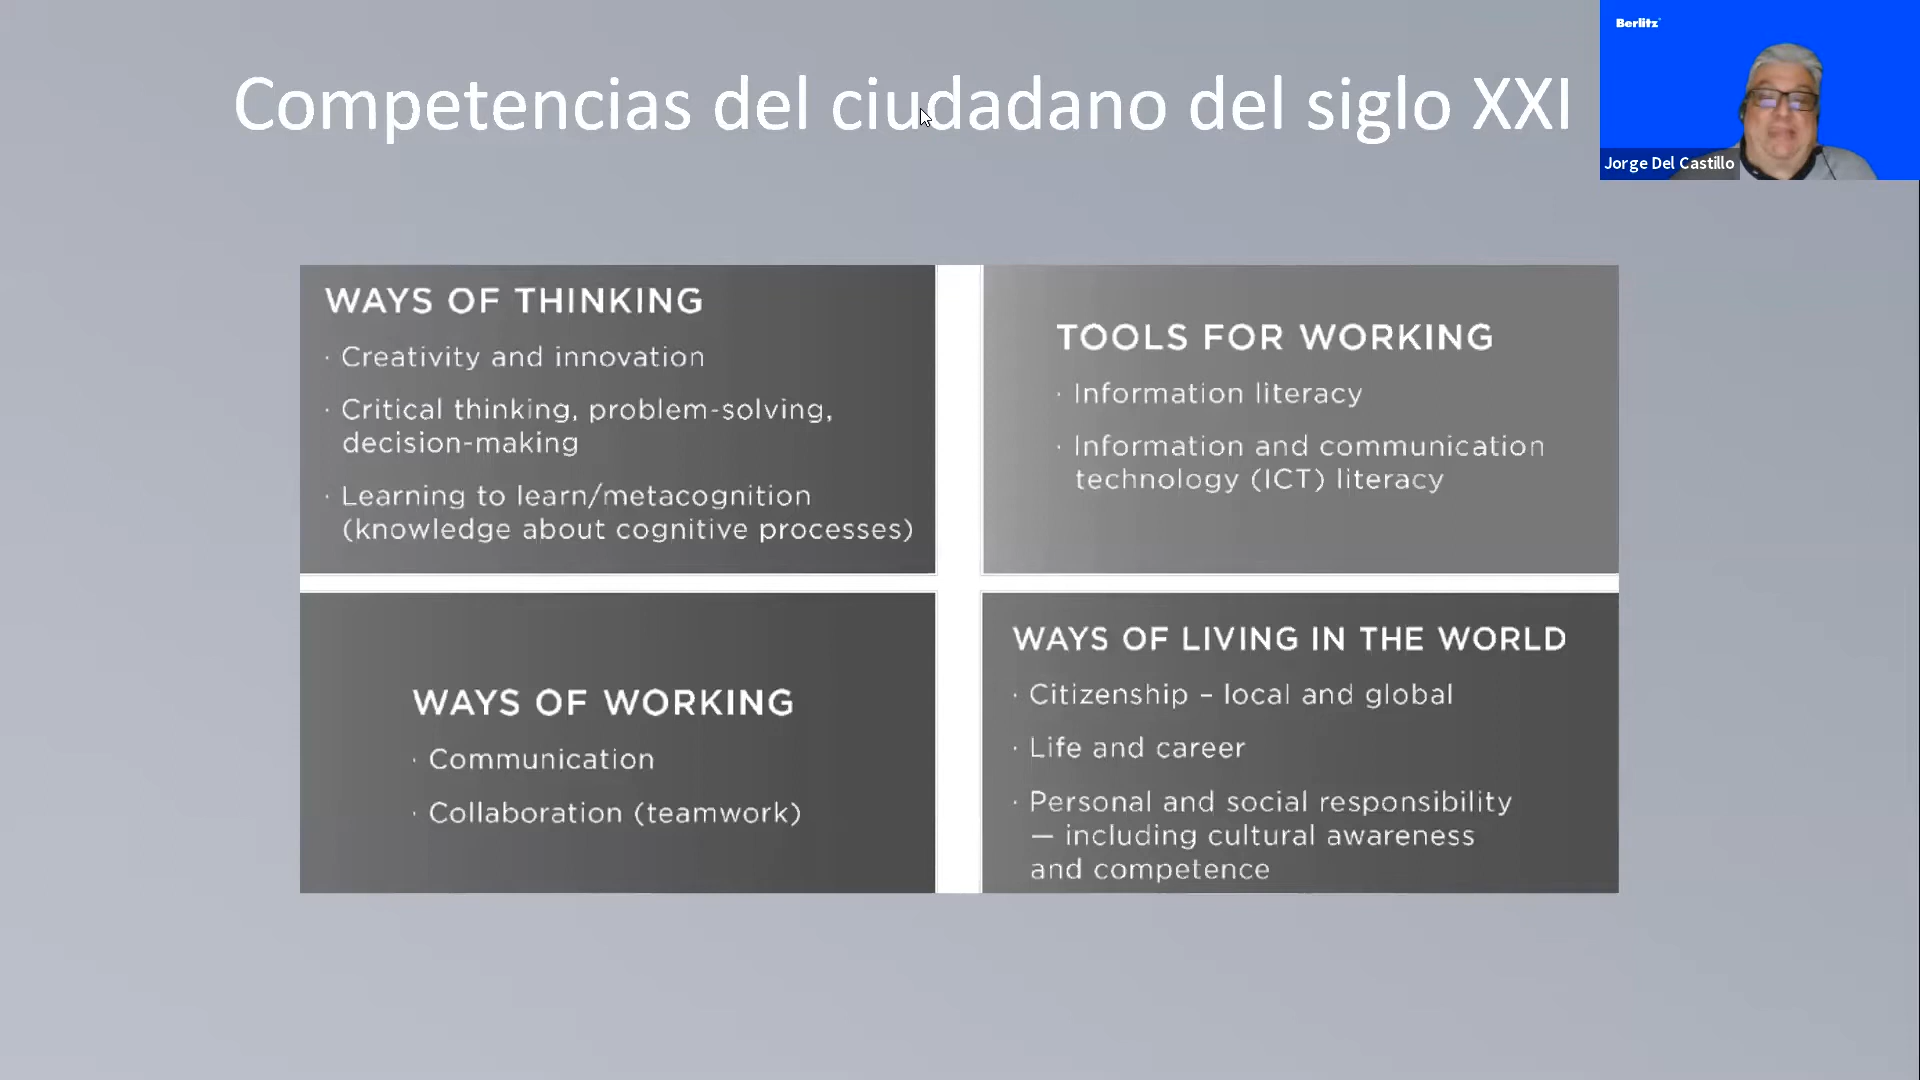 Competencias del ciudadano del siglo XXI
Berlitz
Jorge Del Castillo
WAYS OF THINKING
· Creativity and innovation
· Critical thinking, problem-solving,
decision-making
· Learning to learn/metacognition
(knowledge about cognitive processes)
TOOLS FOR WORKING
· Information literacy
· Information and communication
technology (ICT) literacy
WAYS OF WORKING
· Communication
· Collaboration (teamwork)
WAYS OF LIVING IN THE WORLD
· Citizenship – local and global
· Life and career
· Personal and social responsibility
— including cultural awareness
and competence